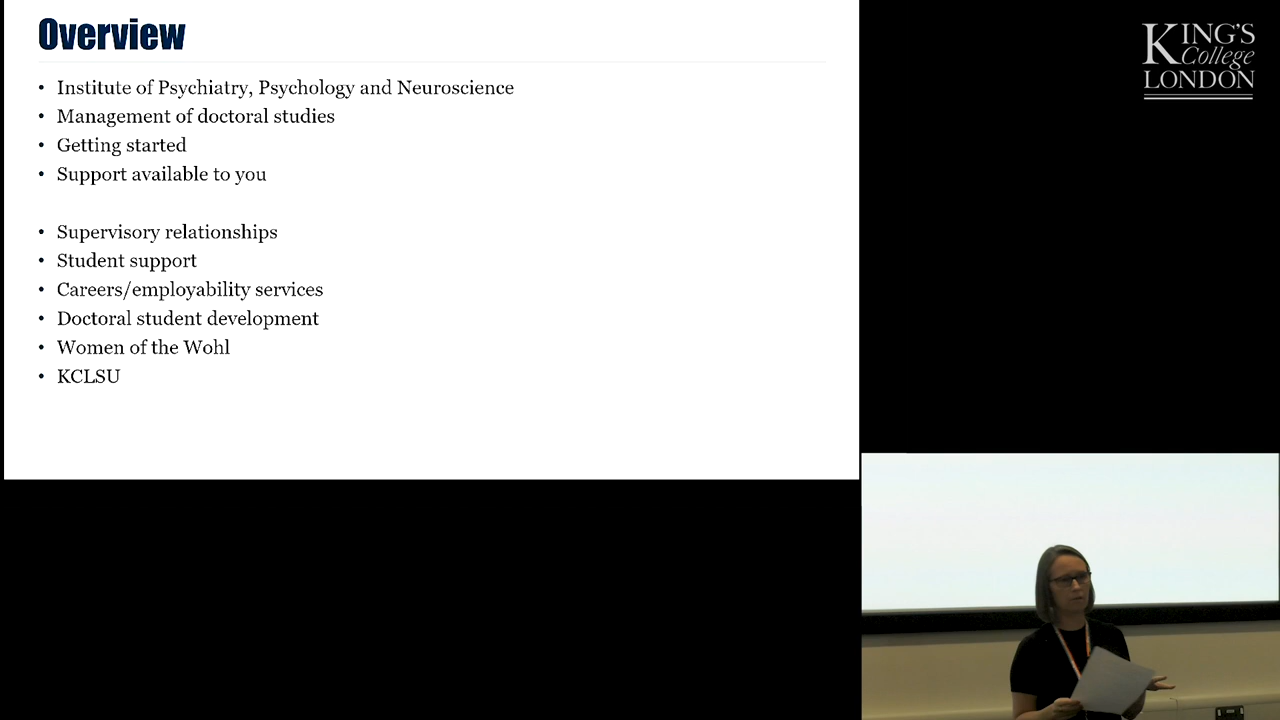 Overview
• Institute of Psychiatry, Psychology and Neuroscience
• Management of doctoral studies
• Getting started
• Support available to you
• Supervisory relationships
• Student support
• Careers/employability services
• Doctoral student development
• Women of the Wohl
• KCLSU
KING'S
College
LONDON